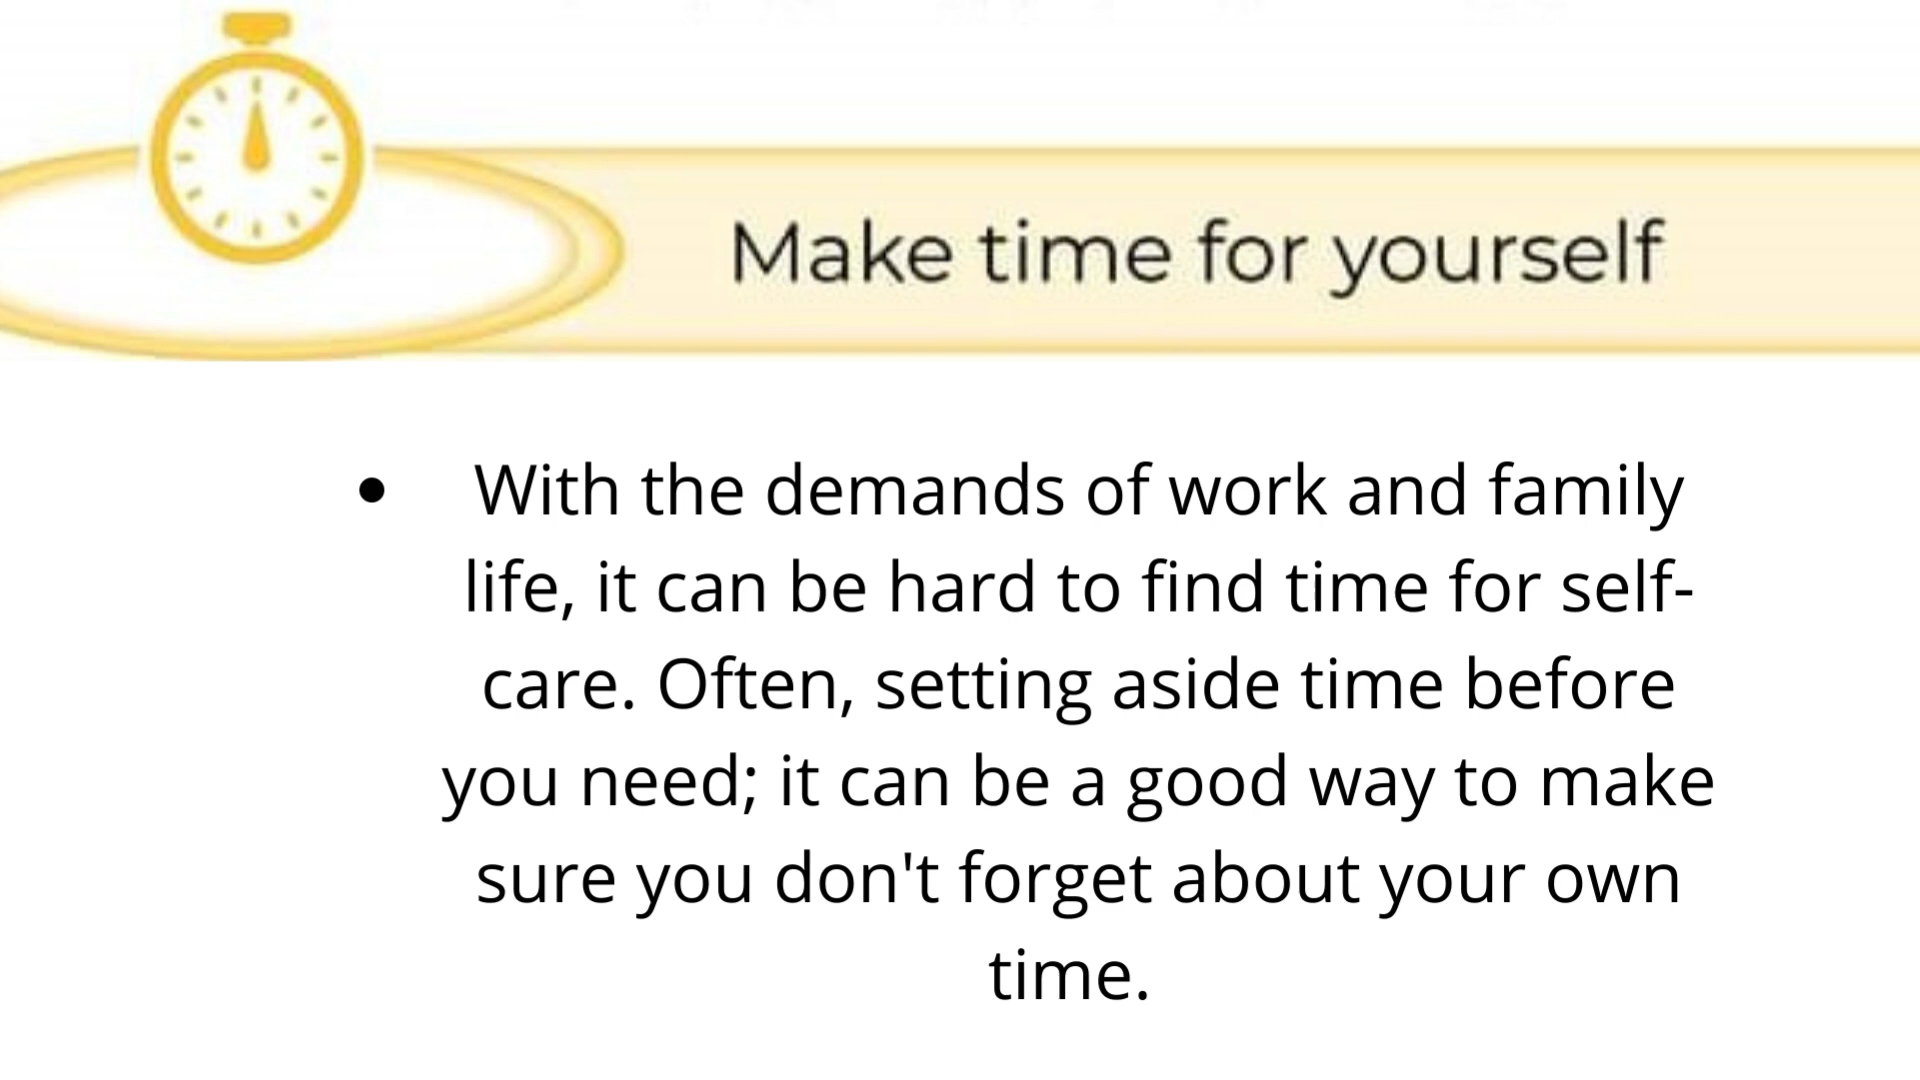 Make time for yourself
• With the demands of work and family
life, it can be hard to find time for self-
care. Often, setting aside time before
you need; it can be a good way to make
sure you don't forget about your own
time.